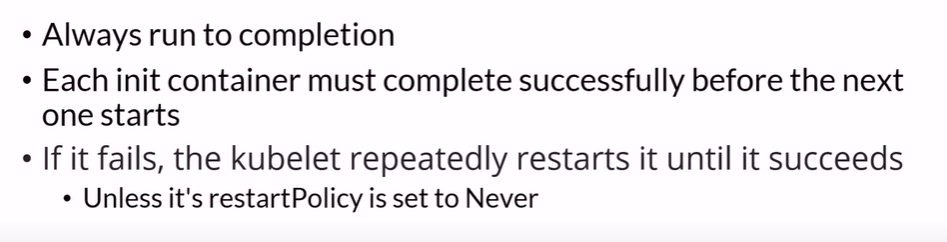 • Always run to completion
• Each init container must complete successfully before the next
one starts
• If it fails, the kubelet repeatedly restarts it until it succeeds
• Unless it's restartPolicy is set to Never